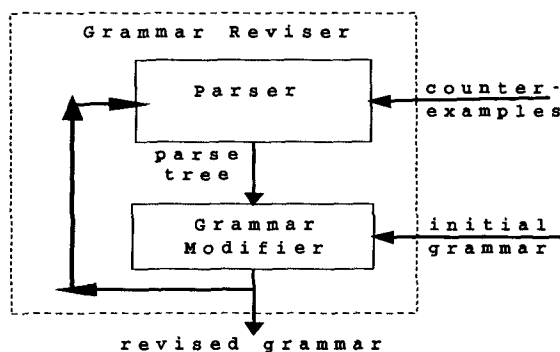 Grammar Reviser
Parser
counter-
examples
parse
tree
Grammar
Modifier
initial
grammar
revised grammar